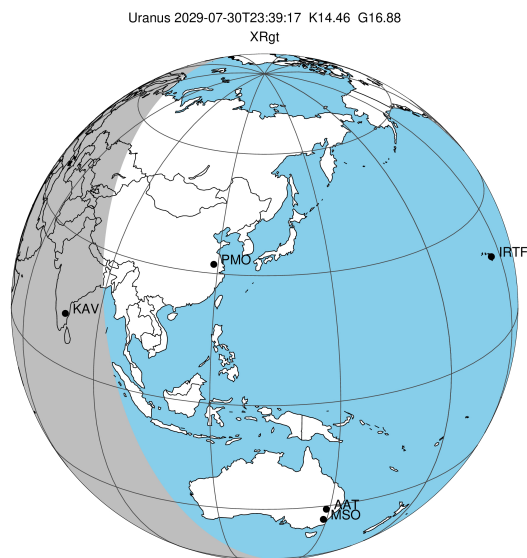 Uranus 2029-07-30T23:39:17  K14.46  G16.88
XRgt
IRTF
PMO
KAV
AAT
MSO